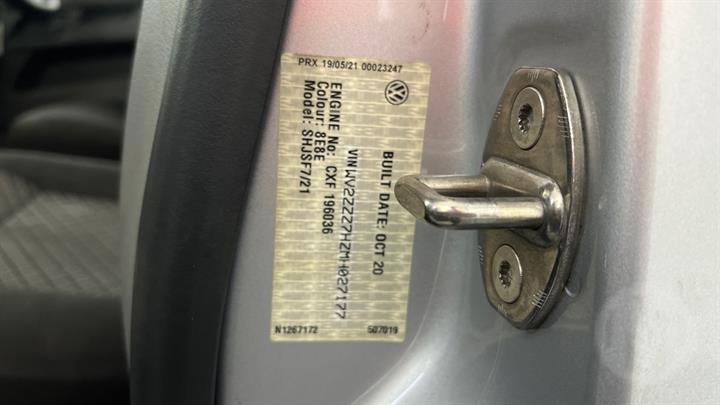 PRX 19/05/21 00023247
BUILT DATE: OCT 20
VIN WV2ZZZ7HZMH027177
ENGINE No: CXF 196036
Colour: 8E8E
Model: SHJSF7/21
N1267172 507019